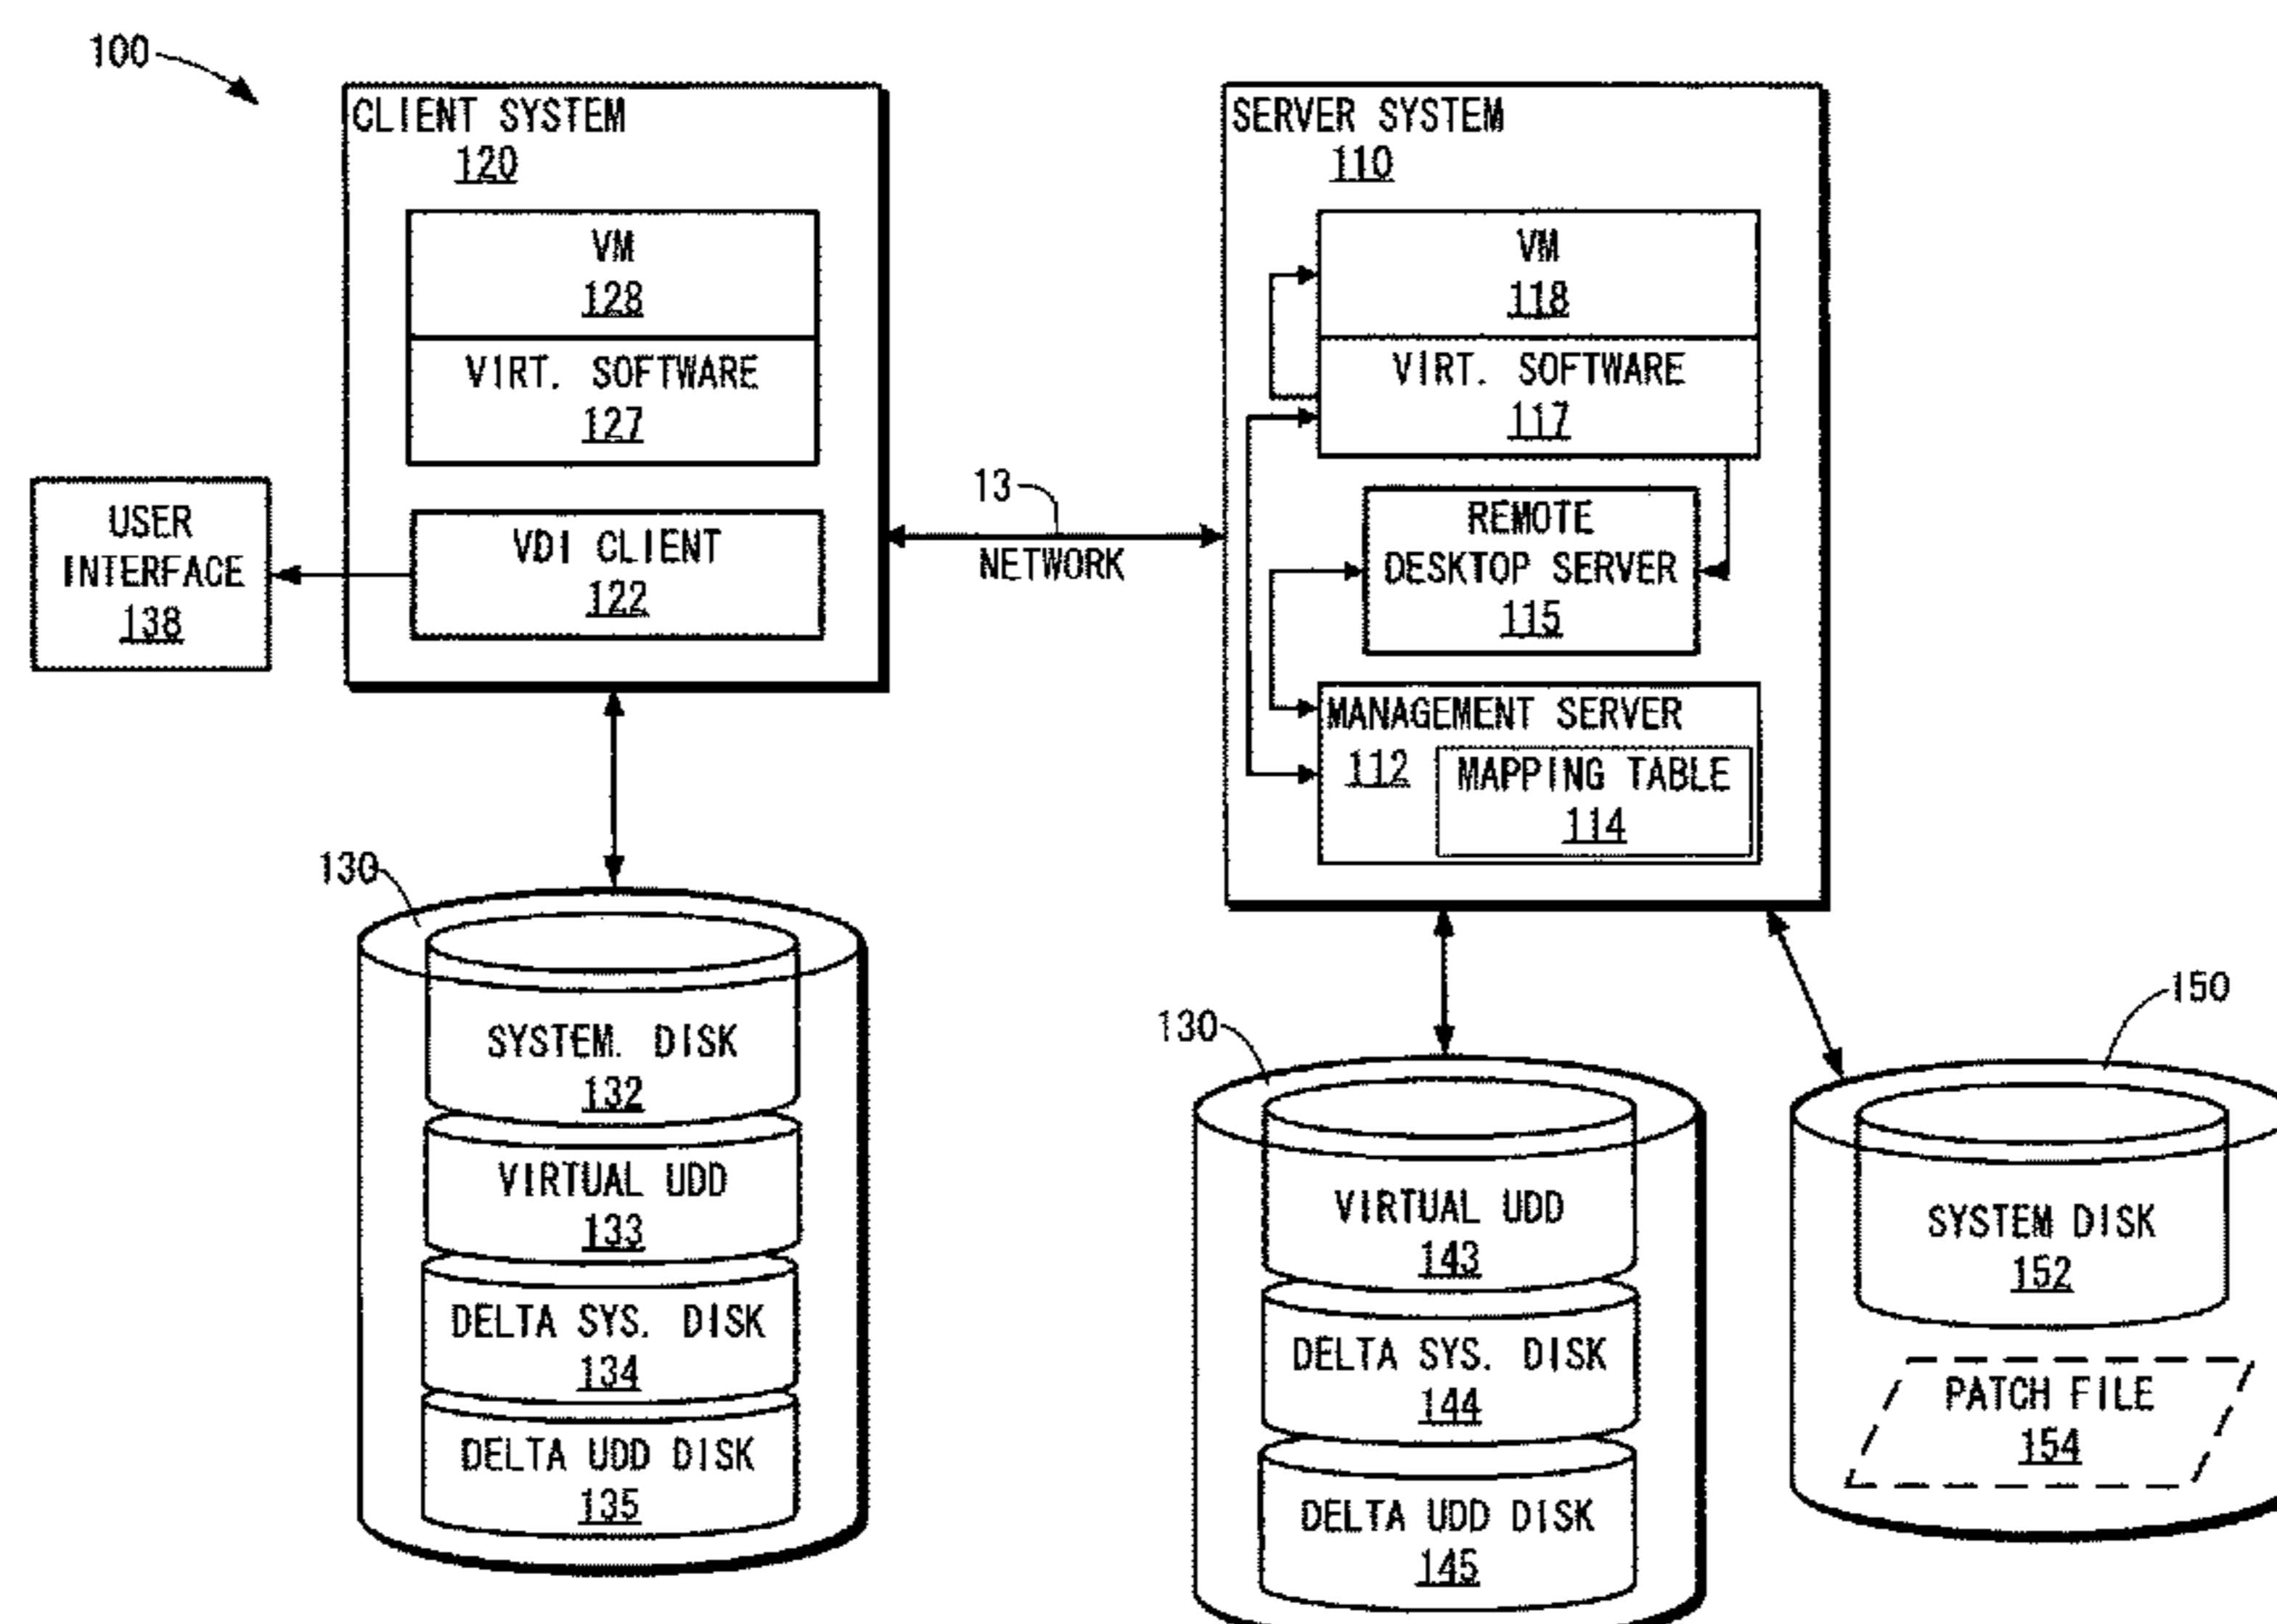 100
CLIENT SYSTEM
120
VM
128
VIRT. SOFTWARE
127
VDI CLIENT
122
USER
INTERFACE
138
13
NETWORK
SERVER SYSTEM
110
VM
118
VIRT. SOFTWARE
117
REMOTE
DESKTOP SERVER
115
MANAGEMENT SERVER
112
MAPPING TABLE
114
130
SYSTEM. DISK
132
VIRTUAL UDD
133
DELTA SYS. DISK
134
DELTA UDD DISK
135
130
VIRTUAL UDD
143
DELTA SYS. DISK
144
DELTA UDD DISK
145
150
SYSTEM DISK
152
PATCH FILE
154